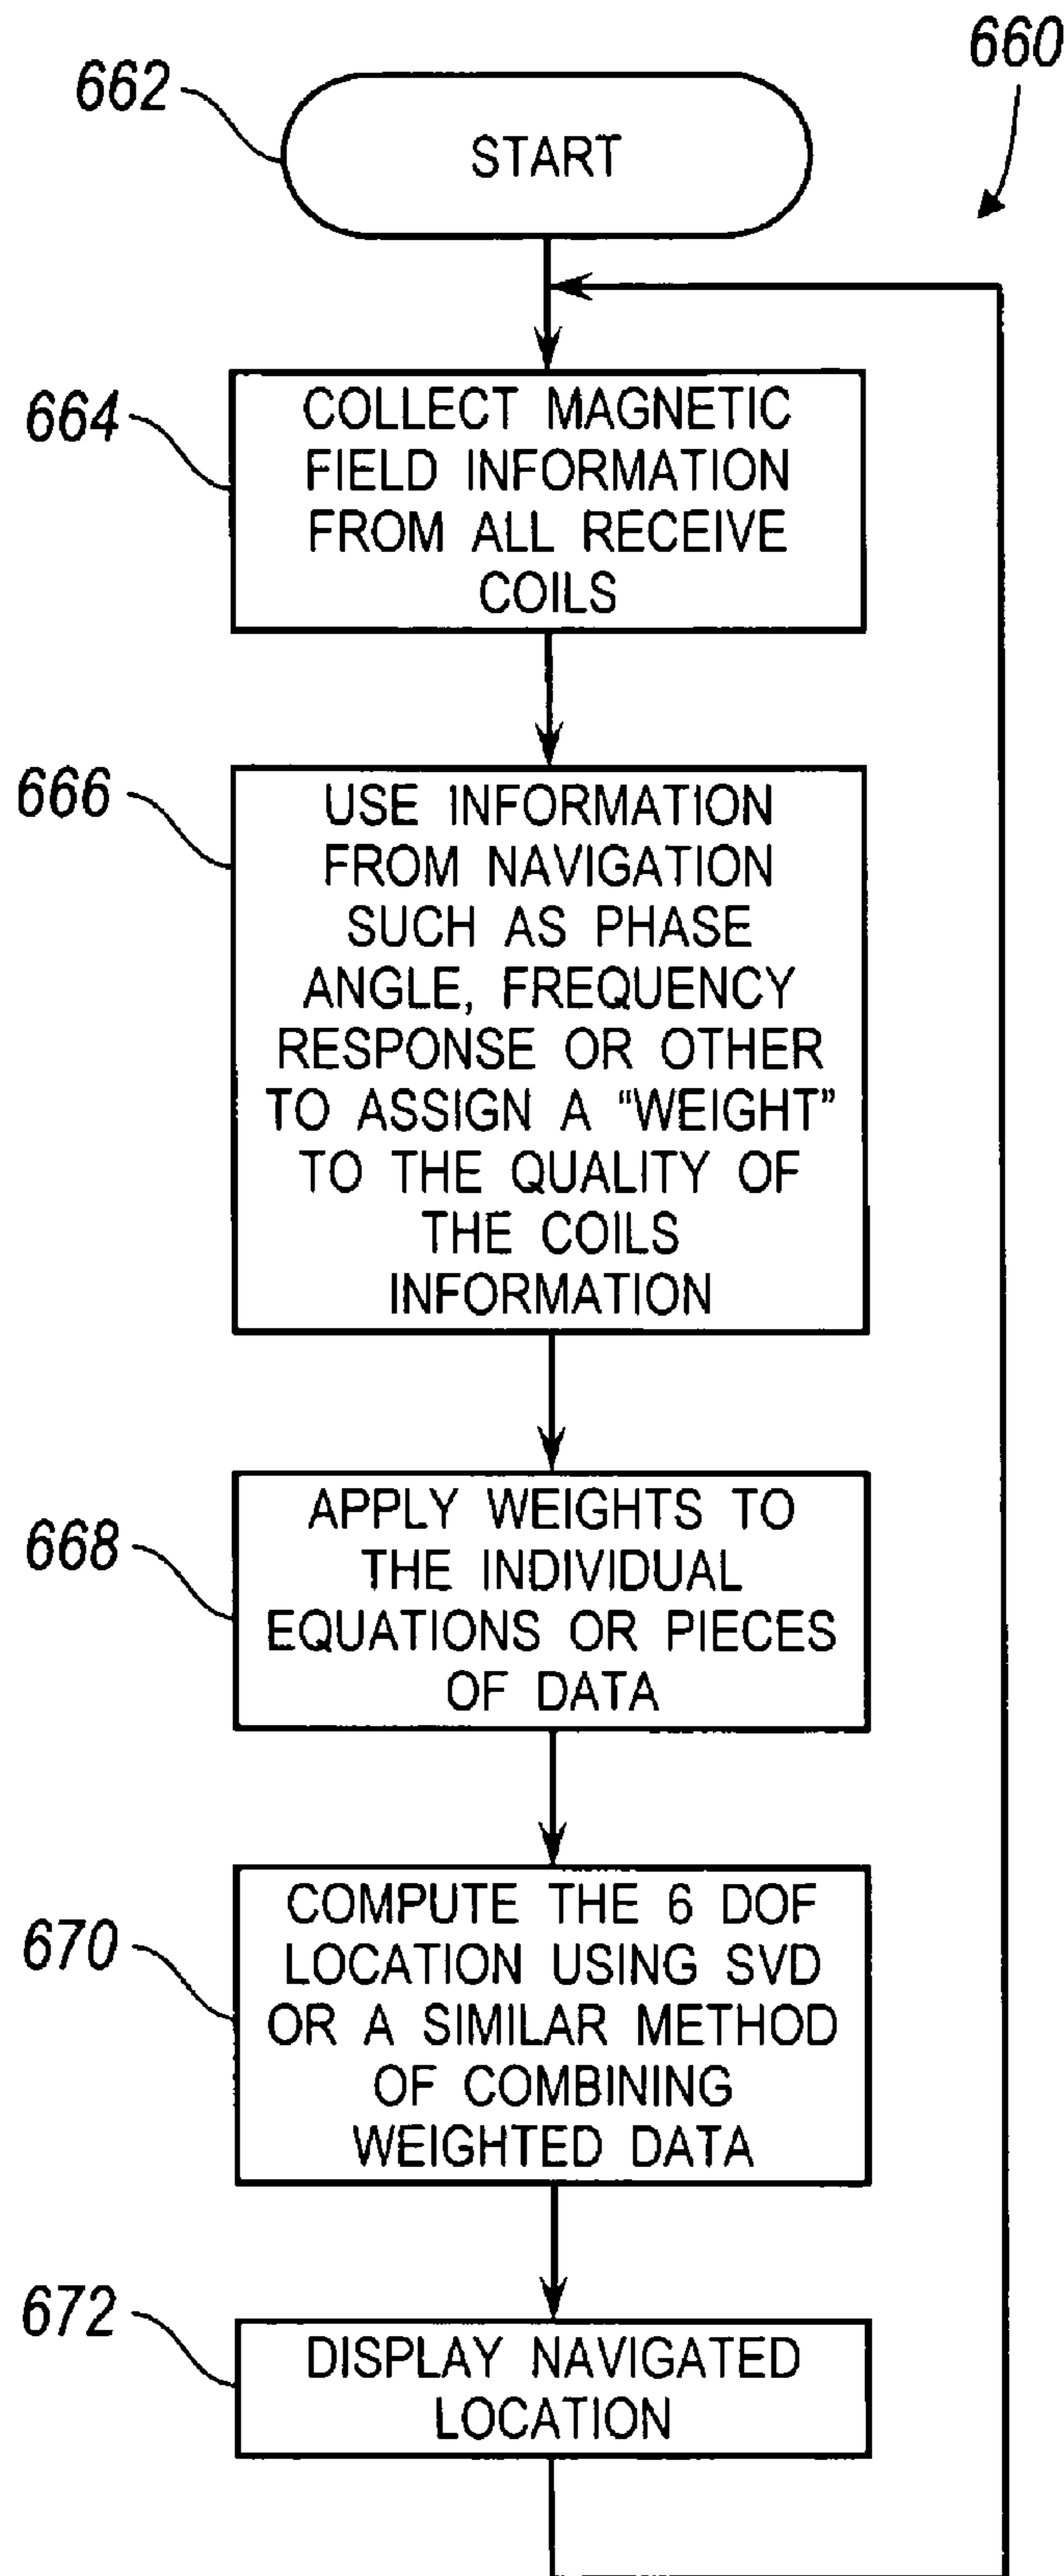 660
662
START
664
COLLECT MAGNETIC
FIELD INFORMATION
FROM ALL RECEIVE
COILS
666
USE INFORMATION
FROM NAVIGATION
SUCH AS PHASE
ANGLE, FREQUENCY
RESPONSE OR OTHER
TO ASSIGN A “WEIGHT”
TO THE QUALITY OF
THE COILS
INFORMATION
668
APPLY WEIGHTS TO
THE INDIVIDUAL
EQUATIONS OR PIECES
OF DATA
670
COMPUTE THE 6 DOF
LOCATION USING SVD
OR A SIMILAR METHOD
OF COMBINING
WEIGHTED DATA
672
DISPLAY NAVIGATED
LOCATION